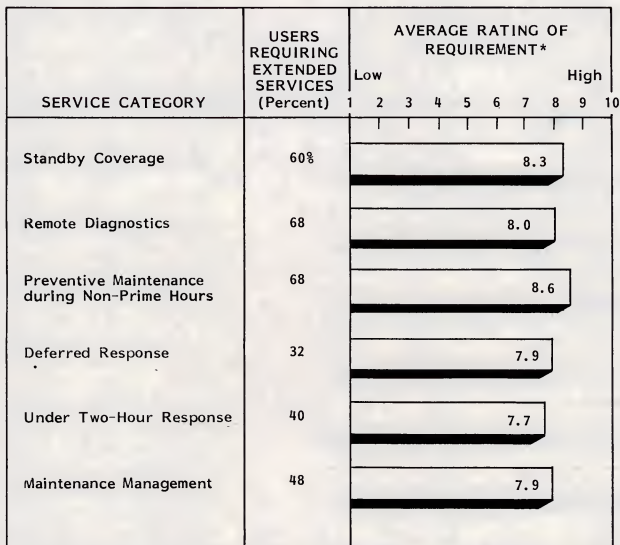 SERVICE CATEGORY
USERS
REQUIRING
EXTENDED
SERVICES
(Percent)
AVERAGE RATING OF
REQUIREMENT*
Low High
1 2 3 4 5 6 7 8 9 10
Standby Coverage 60% 8.3
Remote Diagnostics 68 8.0
Preventive Maintenance
during Non-Prime Hours 68 8.6
Deferred Response 32 7.9
Under Two-Hour Response 40 7.7
Maintenance Management 48 7.9